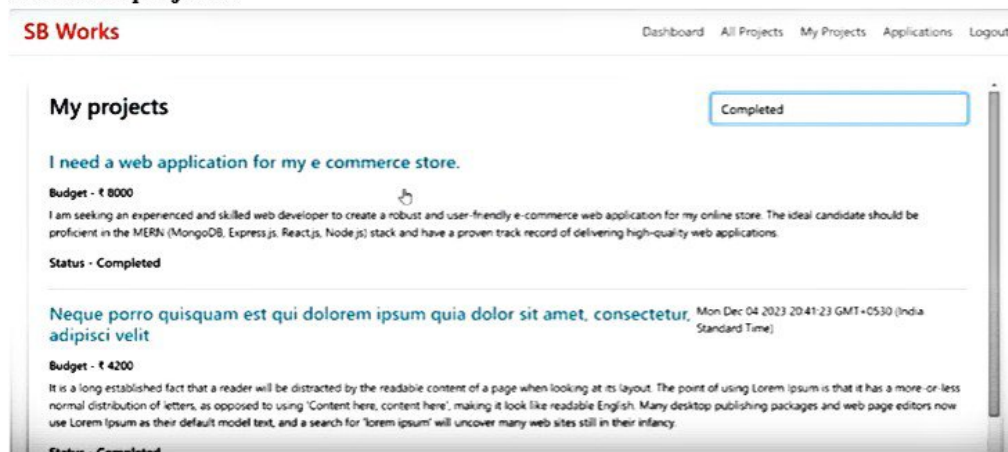 SB Works
Dashboard All Projects My Projects Applications Logout
My projects
Completed
I need a web application for my e commerce store.
Budget - ₹ 8000
I am seeking an experienced and skilled web developer to create a robust and user-friendly e-commerce web application for my online store. The ideal candidate should be
proficient in the MERN (MongoDB, Express.js, React.js, Node.js) stack and have a proven track record of delivering high-quality web applications.
Status - Completed
Neque porro quisquam est qui dolorem ipsum quia dolor sit amet, consectetur,
adipisci velit
Mon Dec 04 2023 20:41:23 GMT+0530 (India
Standard Time)
Budget - ₹ 4200
It is a long established fact that a reader will be distracted by the readable content of a page when looking at its layout. The point of using Lorem Ipsum is that it has a more-or-less
normal distribution of letters, as opposed to using 'Content here, content here', making it look like readable English. Many desktop publishing packages and web page editors now
use Lorem Ipsum as their default model text, and a search for 'lorem ipsum' will uncover many web sites still in their infancy.
Status - Completed